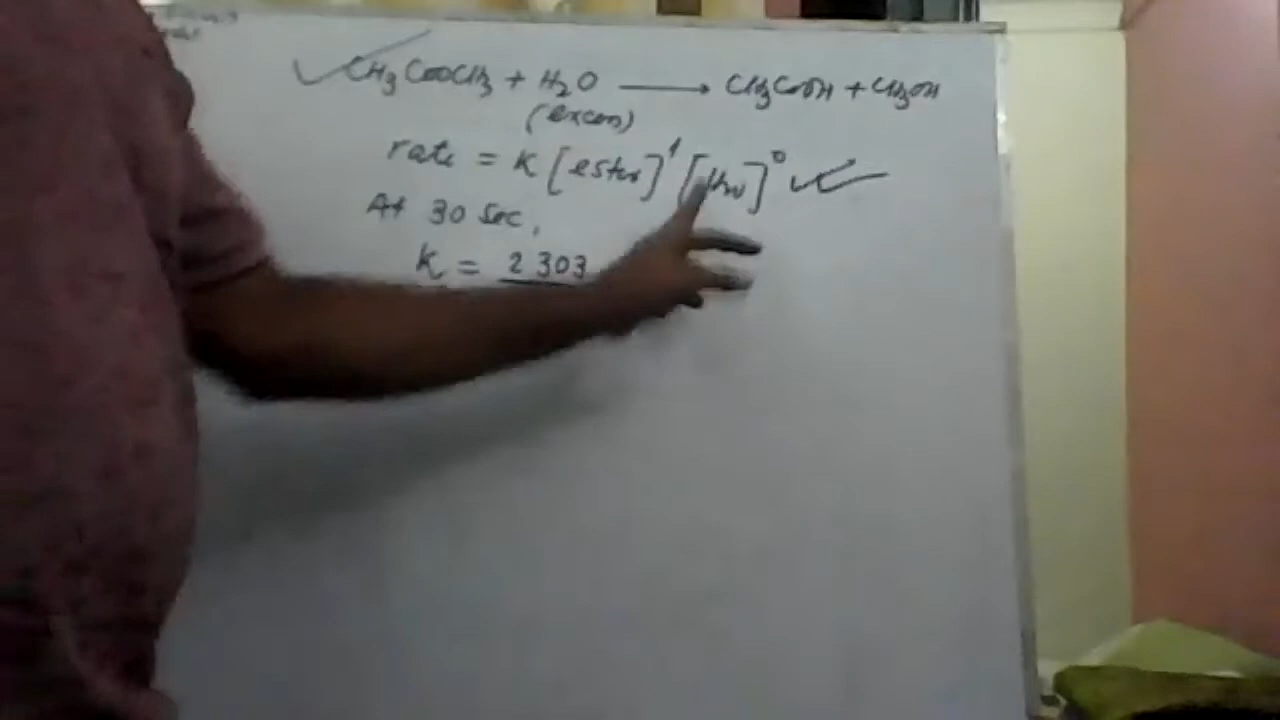 CH3COOCH3 + H2O ⟶ CH3COOH + CH3OH
(excess)
rate = K [ester]^1 [H2O]^0
At 30 sec,
K = 2 303